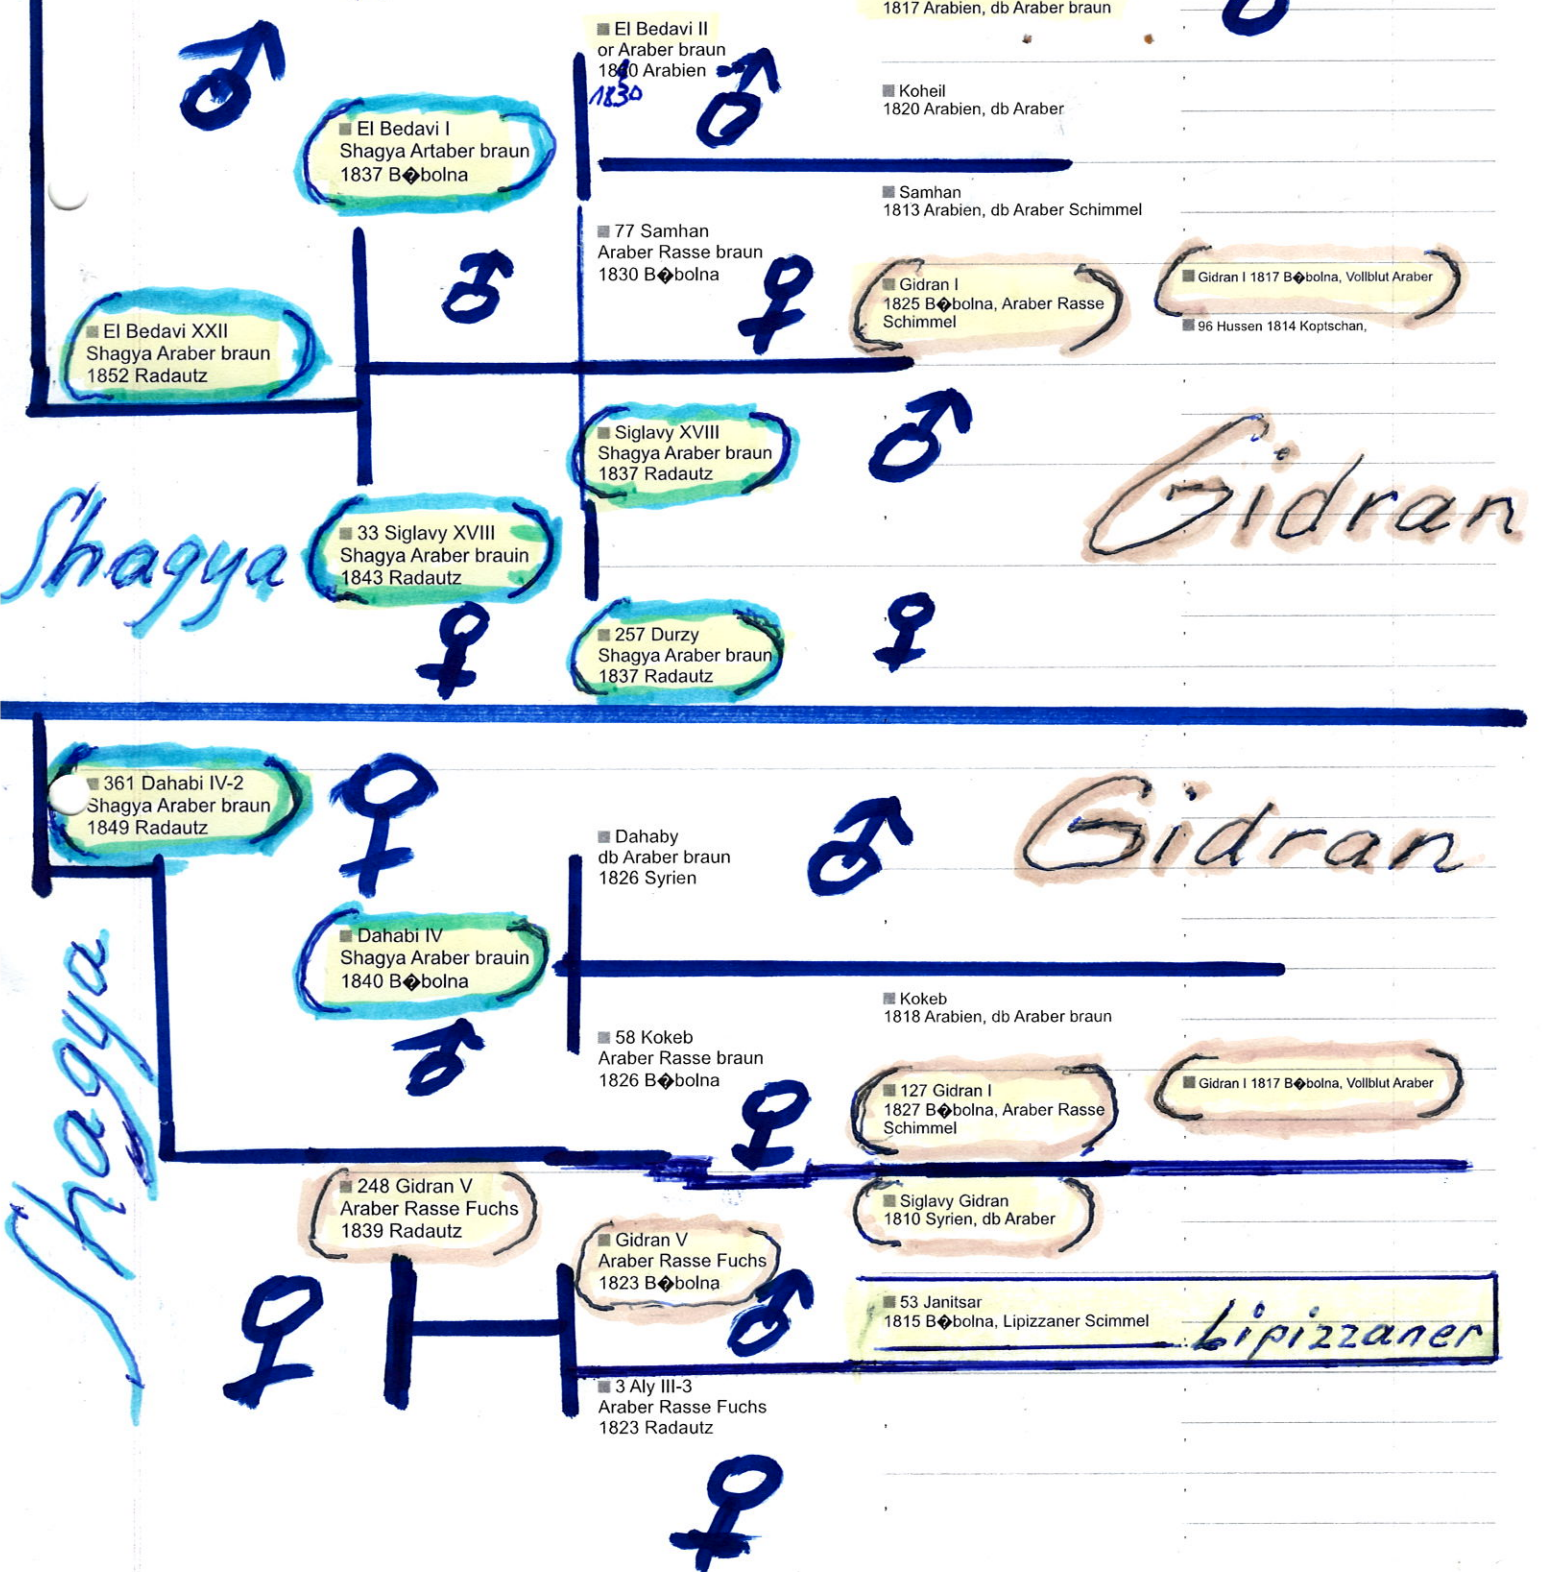 1817 Arabien, db Araber braun
El Bedavi II
or Araber braun
1810 Arabien
1830
Koheil
1820 Arabien, db Araber
El Bedavi I
Shagya Artaber braun
1837 B�bolna
Samhan
1813 Arabien, db Araber Schimmel
77 Samhan
Araber Rasse braun
1830 B�bolna
Gidran I
1825 B�bolna, Araber Rasse
Schimmel
Gidran I 1817 B�bolna, Vollblut Araber
96 Hussen 1814 Koptschan,
El Bedavi XXII
Shagya Araber braun
1852 Radautz
Siglavy XVIII
Shagya Araber braun
1837 Radautz
Gidran
Shagya
33 Siglavy XVIII
Shagya Araber brauin
1843 Radautz
257 Durzy
Shagya Araber braun
1837 Radautz
361 Dahabi IV-2
Shagya Araber braun
1849 Radautz
Gidran
Dahaby
db Araber braun
1826 Syrien
Dahabi IV
Shagya Araber brauin
1840 B�bolna
Kokeb
1818 Arabien, db Araber braun
58 Kokeb
Araber Rasse braun
1826 B�bolna
127 Gidran I
1827 B�bolna, Araber Rasse
Schimmel
Gidran I 1817 B�bolna, Vollblut Araber
Shagya
248 Gidran V
Araber Rasse Fuchs
1839 Radautz
Siglavy Gidran
1810 Syrien, db Araber
Gidran V
Araber Rasse Fuchs
1823 B�bolna
53 Janitsar
1815 B�bolna, Lipizzaner Scimmel
Lipizzaner
3 Aly III-3
Araber Rasse Fuchs
1823 Radautz